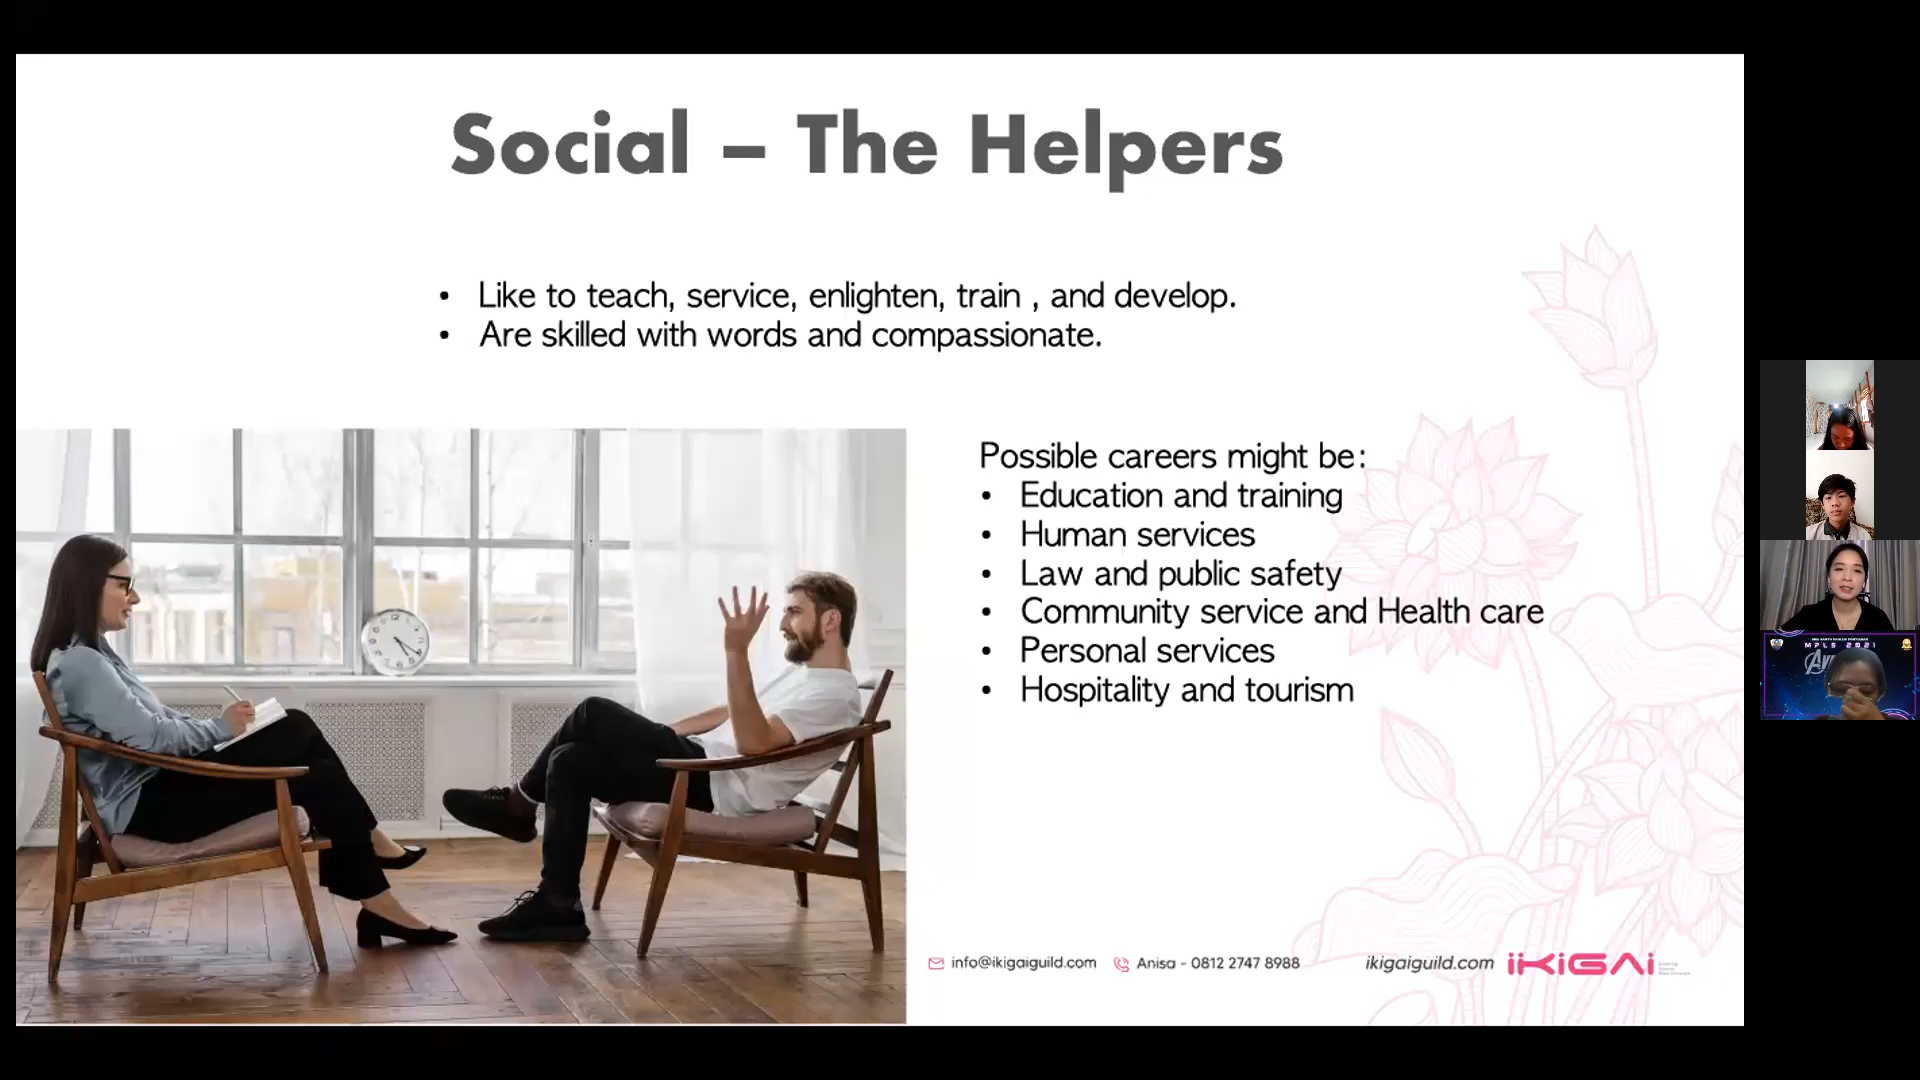 Social – The Helpers
• Like to teach, service, enlighten, train , and develop.
• Are skilled with words and compassionate.
Possible careers might be:
• Education and training
• Human services
• Law and public safety
• Community service and Health care
• Personal services
• Hospitality and tourism
info@ikigaiguild.com Anisa - 0812 2747 8988 ikigaiguild.com iKiGAi
MPLS 2021